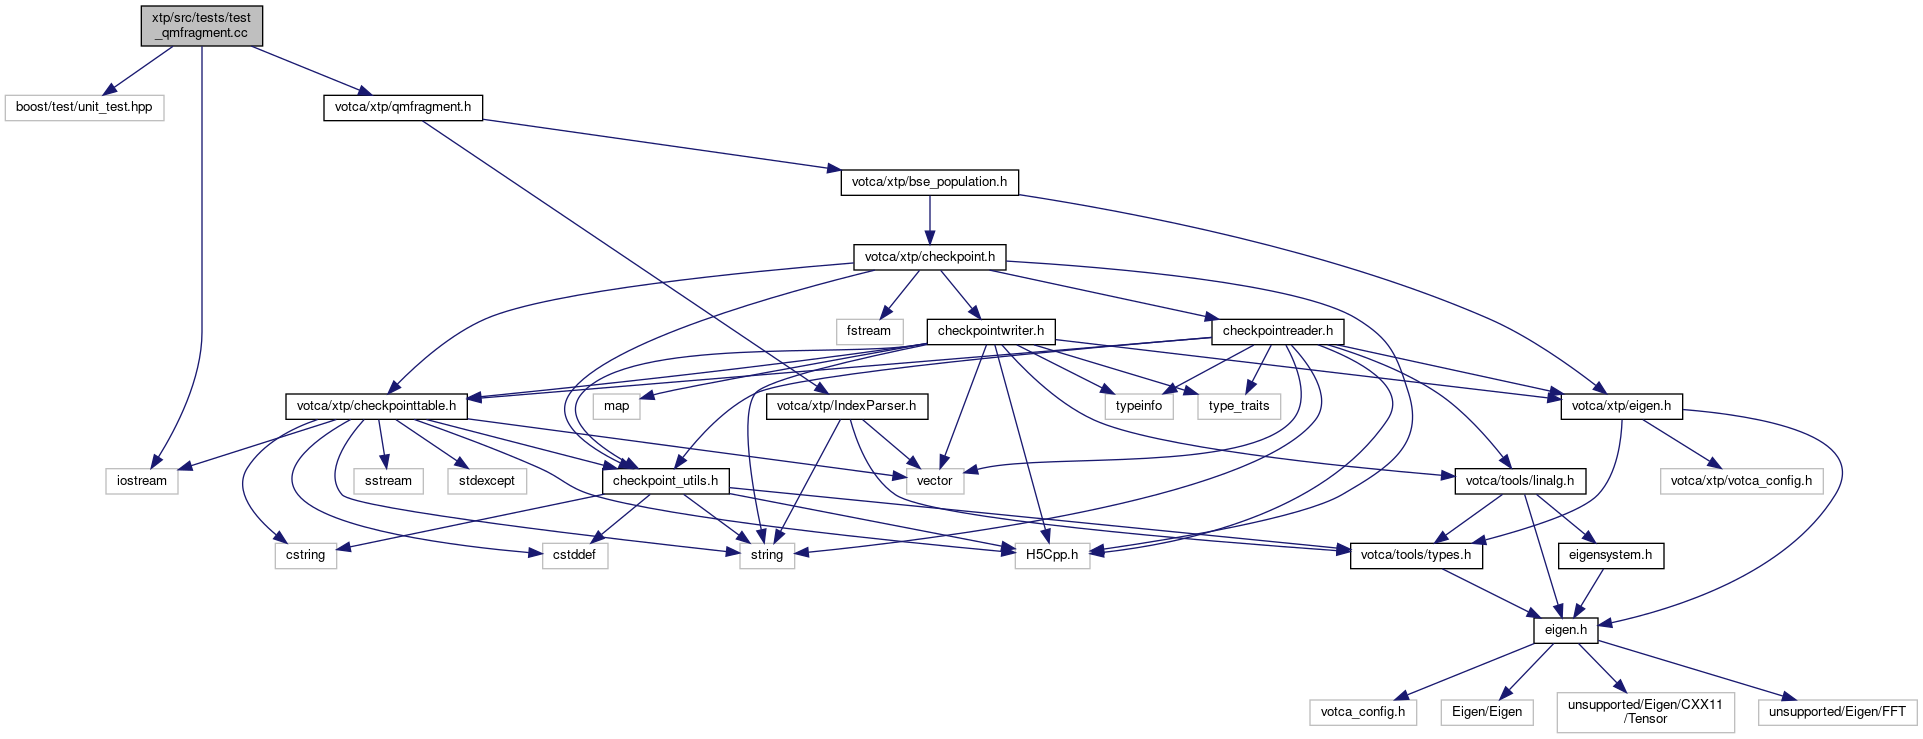 xtp/src/tests/test
_qmfragment.cc
boost/test/unit_test.hpp
votca/xtp/qmfragment.h
votca/xtp/bse_population.h
votca/xtp/checkpoint.h
fstream
checkpointwriter.h
checkpointreader.h
votca/xtp/checkpointtable.h
map
votca/xtp/IndexParser.h
typeinfo
type_traits
votca/xtp/eigen.h
iostream
sstream
stdexcept
checkpoint_utils.h
vector
votca/tools/linalg.h
votca/xtp/votca_config.h
cstring
cstddef
string
H5Cpp.h
votca/tools/types.h
eigensystem.h
eigen.h
votca_config.h
Eigen/Eigen
unsupported/Eigen/CXX11
/Tensor
unsupported/Eigen/FFT